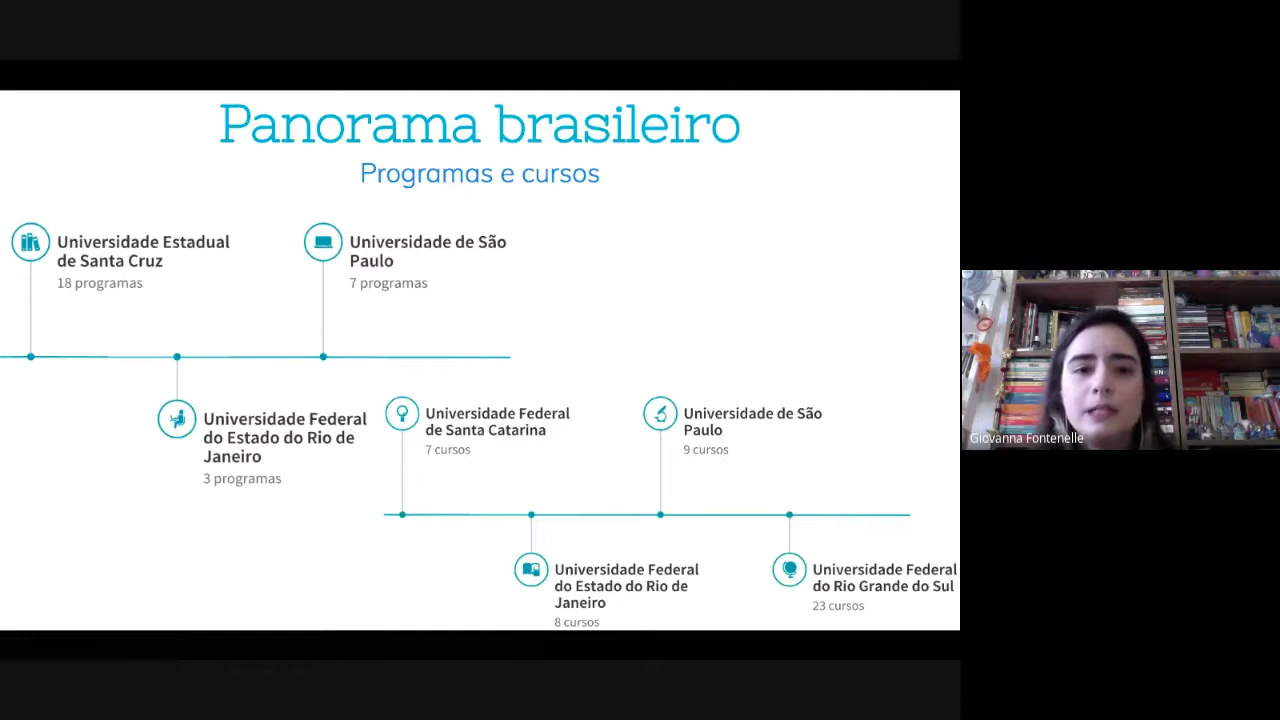 Panorama brasileiro
Programas e cursos
Universidade Estadual
de Santa Cruz
18 programas
Universidade de São
Paulo
7 programas
Universidade Federal
do Estado do Rio de
Janeiro
3 programas
Universidade Federal
de Santa Catarina
7 cursos
Universidade de São
Paulo
9 cursos
Universidade Federal
do Estado do Rio de
Janeiro
8 cursos
Universidade Federal
do Rio Grande do Sul
23 cursos
Giovanna Fontenelle